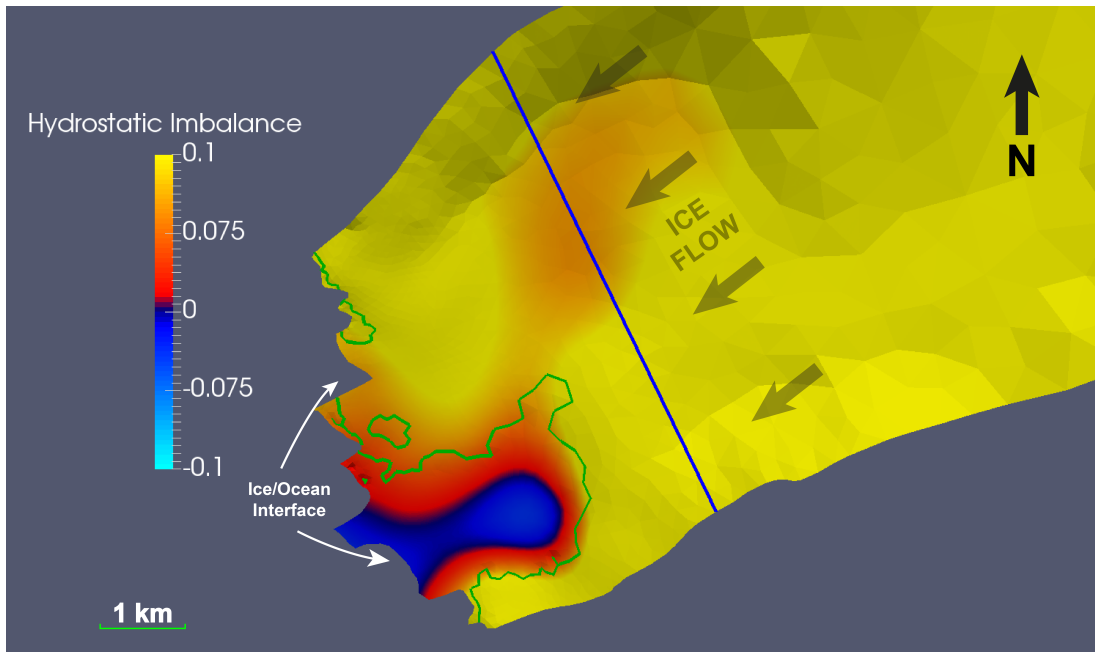 Hydrostatic Imbalance
0.1
0.075
0
-0.075
-0.1
N
ICE
FLOW
Ice/Ocean
Interface
1 km